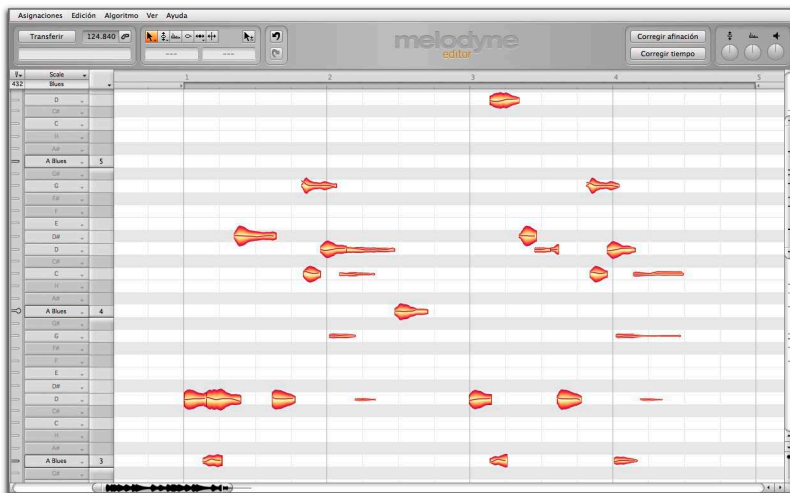 Asignaciones Edición Algoritmo Ver Ayuda
Transferir 124.840
melodyne
editor
Corregir afinación
Corregir tiempo
--- ---
Scale
432 Blues
1 2 3 4 5
D
C#
C
H
A#
A Blues 5
G#
G
F#
F
E
D#
D
C#
C
H
A#
A Blues 4
G#
G
F#
F
E
D#
D
C#
C
H
A#
A Blues 3
G#